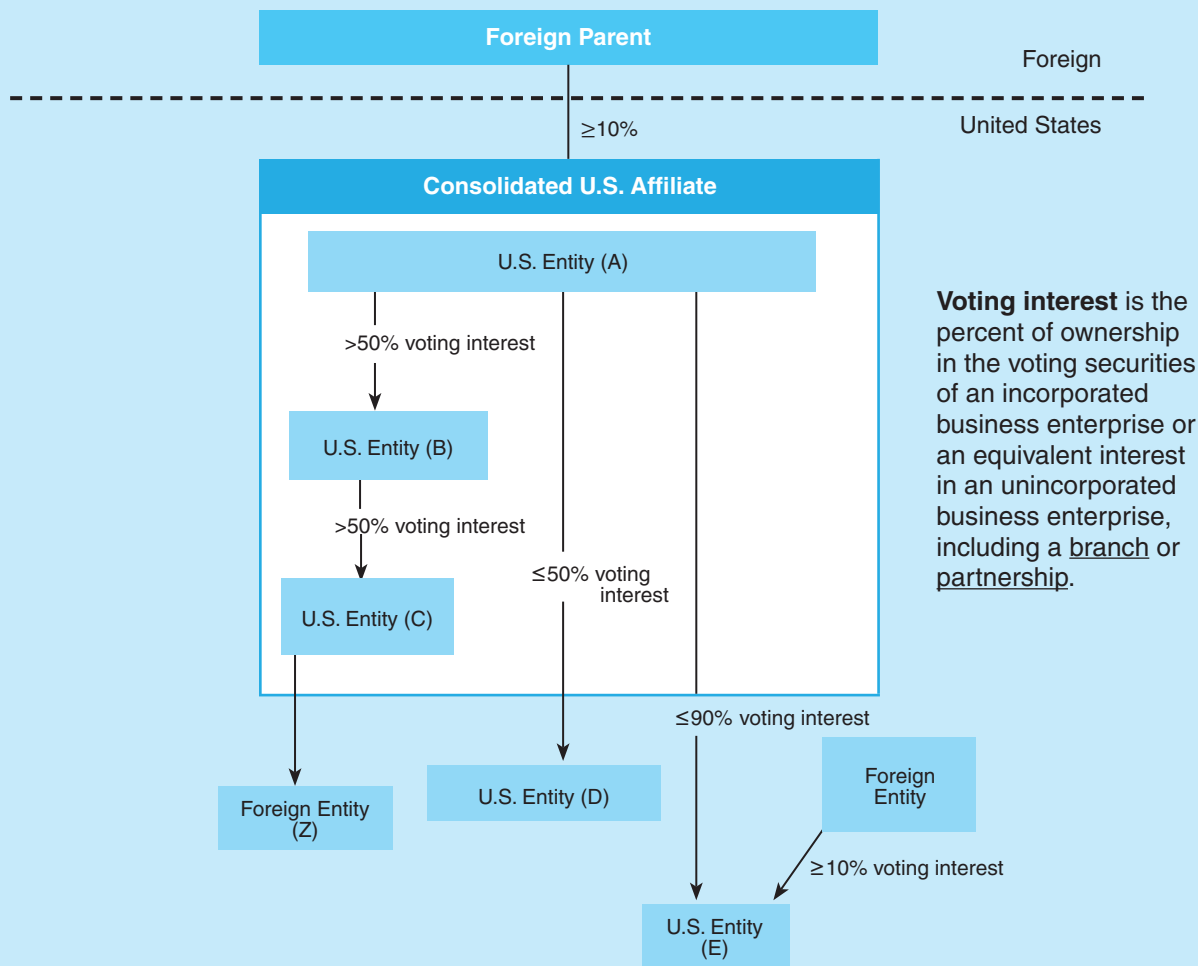 Foreign Parent
Foreign
United States
≥10%
Consolidated U.S. Affiliate
U.S. Entity (A)
>50% voting interest
U.S. Entity (B)
>50% voting interest
≤50% voting
interest
U.S. Entity (C)
Voting interest is the
percent of ownership
in the voting securities
of an incorporated
business enterprise or
an equivalent interest
in an unincorporated
business enterprise,
including a branch or
partnership.
≤90% voting interest
Foreign Entity
(Z)
U.S. Entity (D)
Foreign
Entity
≥10% voting interest
U.S. Entity
(E)